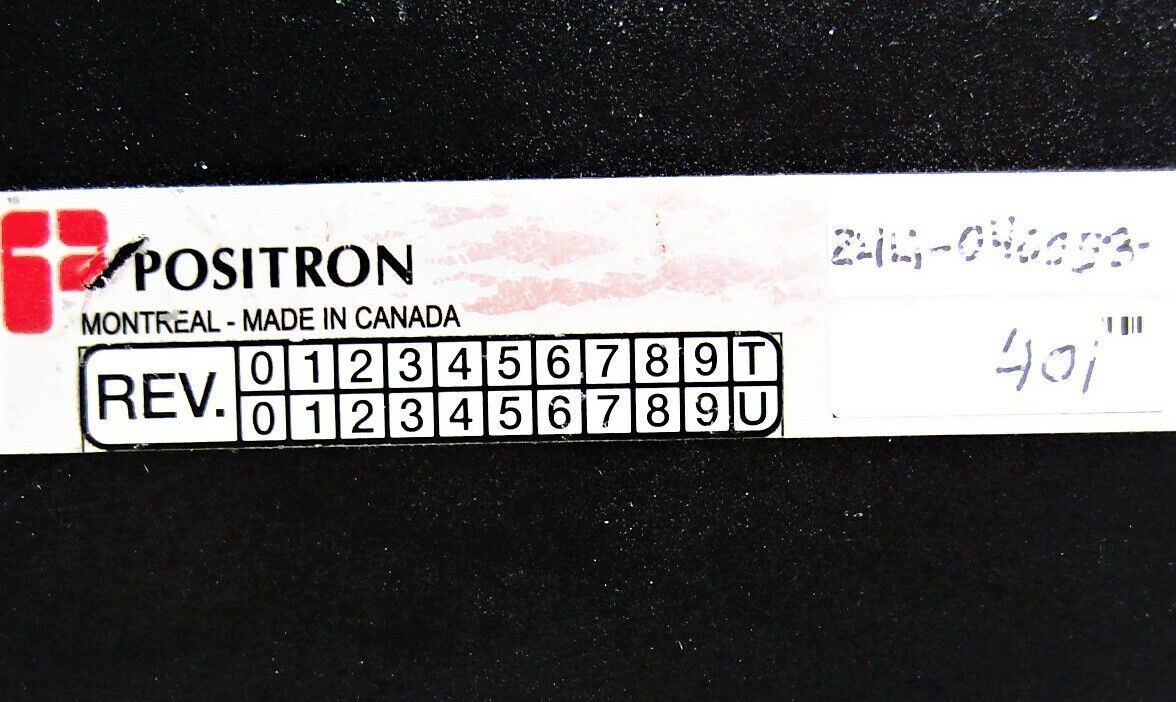 POSITRON
MONTREAL - MADE IN CANADA
REV.
0 1 2 3 4 5 6 7 8 9 T
0 1 2 3 4 5 6 7 8 9 U
401